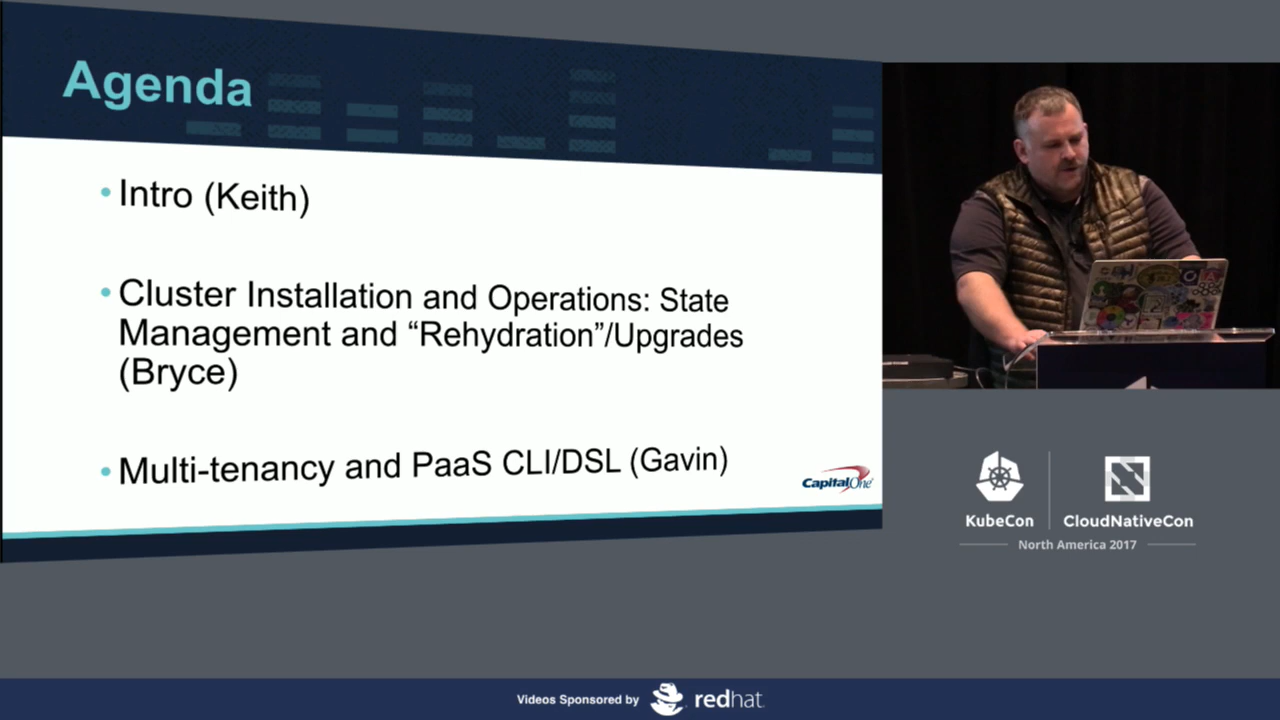 Agenda
• Intro (Keith)
• Cluster Installation and Operations: State
Management and “Rehydration”/Upgrades
(Bryce)
• Multi-tenancy and PaaS CLI/DSL (Gavin)
CapitalOne
KubeCon
CloudNativeCon
North America 2017
Videos Sponsored by
redhat